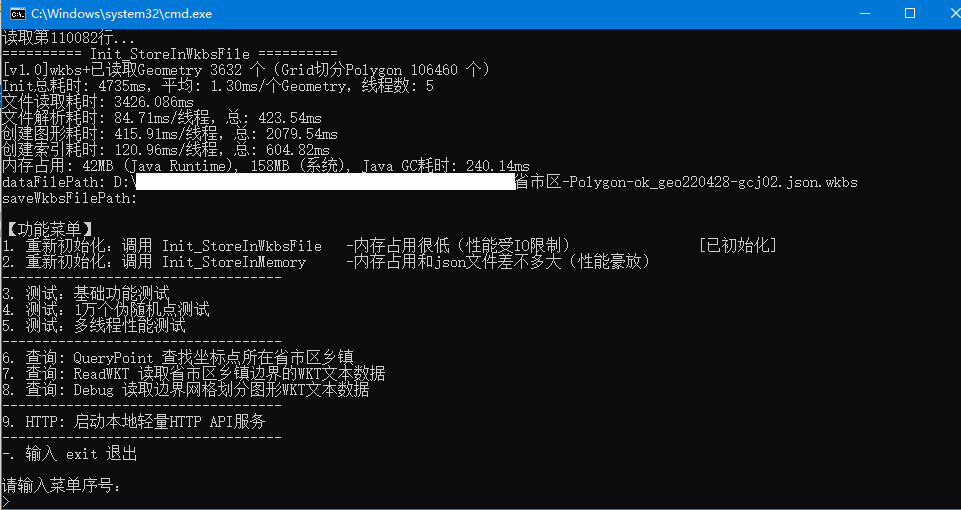 C:\Windows\system32\cmd.exe
读取第110082行...
========== Init_StoreInWkbsFile ==========
[v1.0]wkbs+已读取Geometry 3632 个（Grid切分Polygon 106460 个）
Init总耗时: 4735ms，平均: 1.30ms/个Geometry，线程数: 5
文件读取耗时: 3426.086ms
文件解析耗时: 84.71ms/线程，总: 423.54ms
创建图形耗时: 415.91ms/线程，总: 2079.54ms
创建索引耗时: 120.96ms/线程，总: 604.82ms
内存占用: 42MB (Java Runtime), 158MB (系统), Java GC耗时: 240.14ms
dataFilePath: D:\省市区-Polygon-ok_geo220428-gcj02.json.wkbs
saveWkbsFilePath:
【功能菜单】
1. 重新初始化：调用 Init_StoreInWkbsFile -内存占用很低（性能受IO限制） [已初始化]
2. 重新初始化：调用 Init_StoreInMemory -内存占用和json文件差不多大（性能豪放）
-----------------------------------
3. 测试：基础功能测试
4. 测试：1万个伪随机点测试
5. 测试：多线程性能测试
-----------------------------------
6. 查询: QueryPoint 查找坐标点所在省市区乡镇
7. 查询: ReadWKT 读取省市区乡镇边界的WKT文本数据
8. 查询: Debug 读取边界网格划分图形WKT文本数据
-----------------------------------
9. HTTP: 启动本地轻量HTTP API服务
-----------------------------------
-. 输入 exit 退出
请输入菜单序号：
>